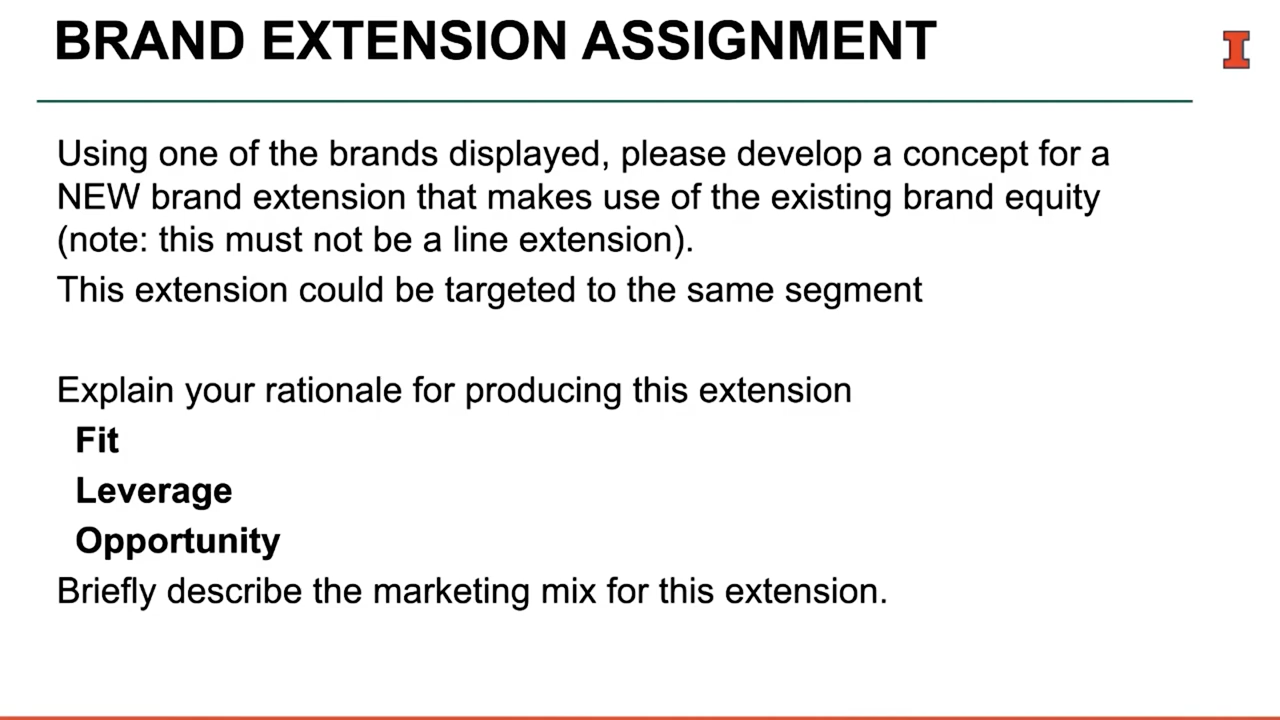 BRAND EXTENSION ASSIGNMENT
I
Using one of the brands displayed, please develop a concept for a
NEW brand extension that makes use of the existing brand equity
(note: this must not be a line extension).
This extension could be targeted to the same segment
Explain your rationale for producing this extension
Fit
Leverage
Opportunity
Briefly describe the marketing mix for this extension.